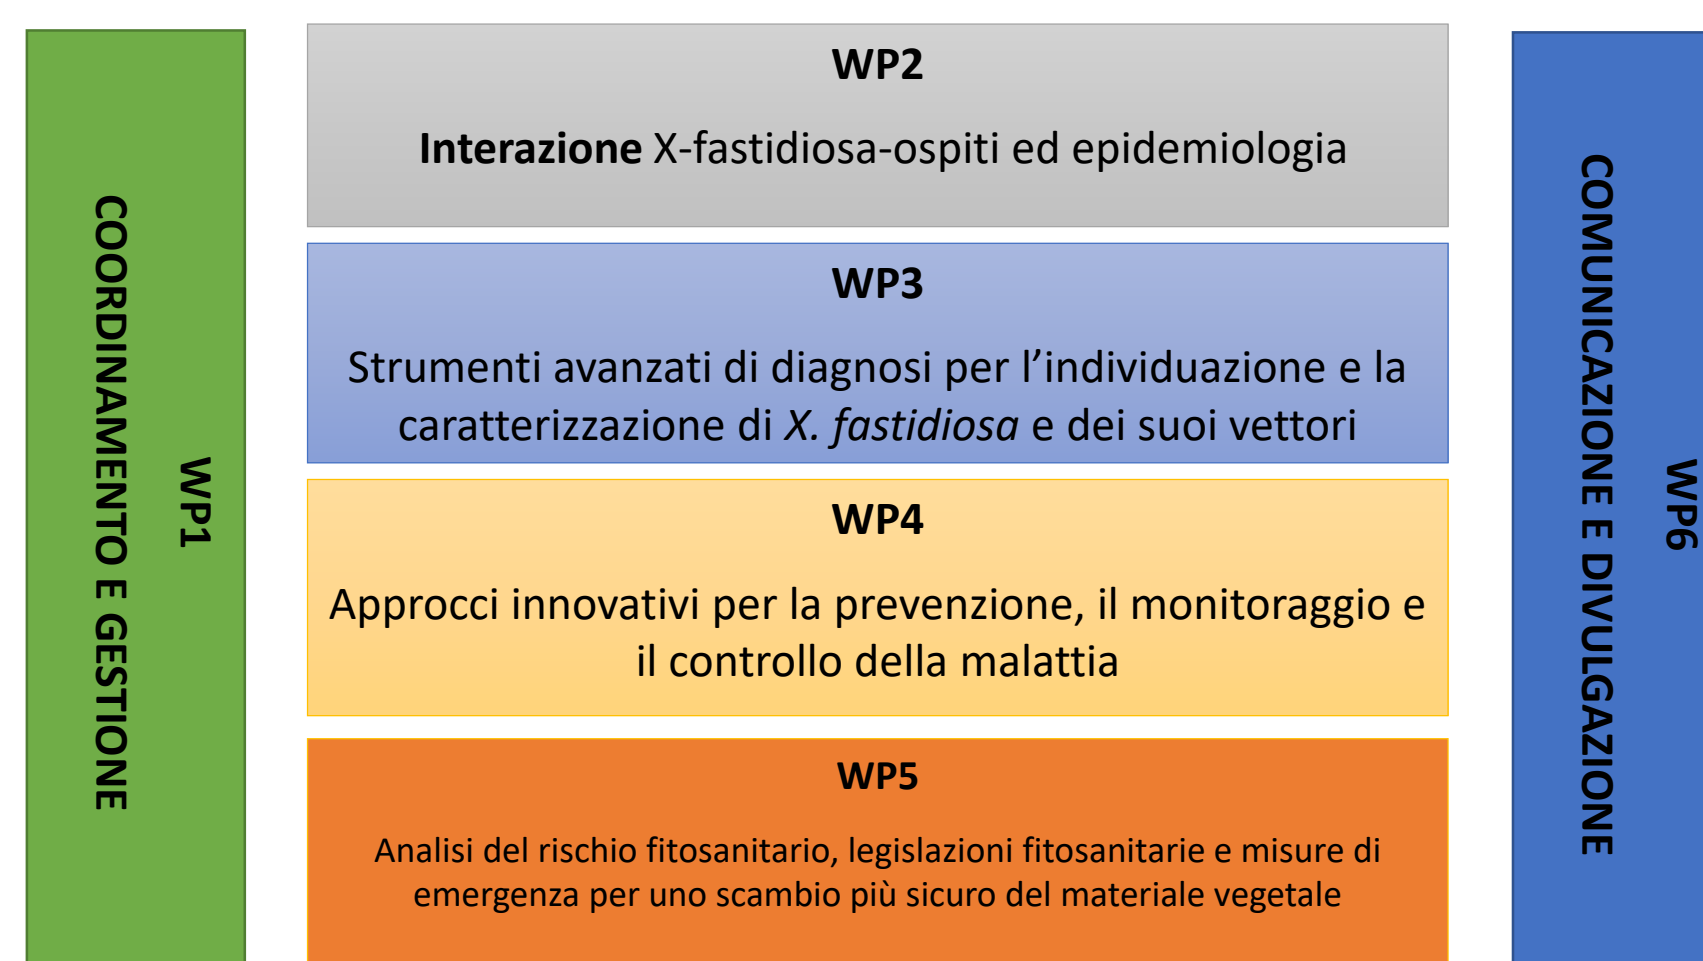 WP1
COORDINAMENTO E GESTIONE
WP2
Interazione X-fastidiosa-ospiti ed epidemiologia
WP3
Strumenti avanzati di diagnosi per l’individuazione e la
caratterizzazione di X. fastidiosa e dei suoi vettori
WP4
Approcci innovativi per la prevenzione, il monitoraggio e
il controllo della malattia
WP5
Analisi del rischio fitosanitario, legislazioni fitosanitarie e misure di
emergenza per uno scambio più sicuro del materiale vegetale
WP6
COMUNICAZIONE E DIVULGAZIONE